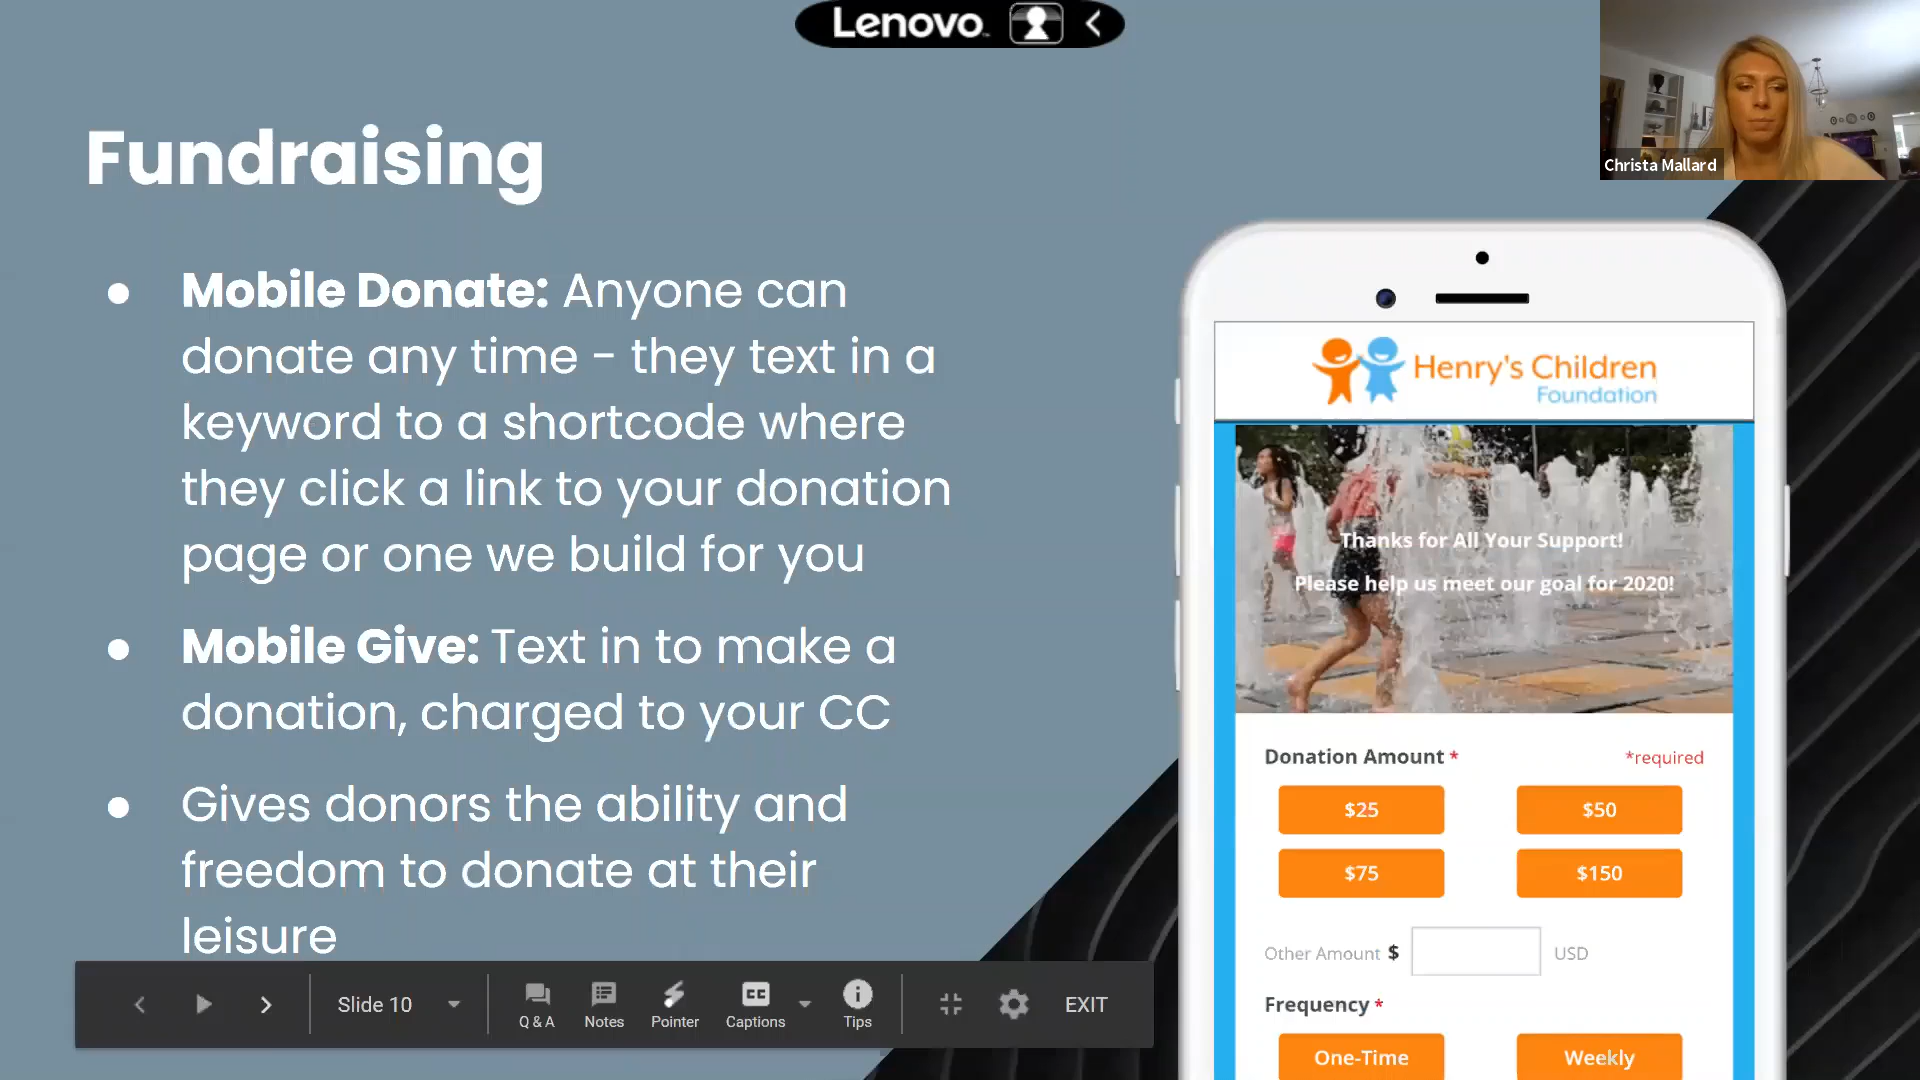 Lenovo
Christa Mallard
Fundraising
● Mobile Donate: Anyone can
donate any time - they text in a
keyword to a shortcode where
they click a link to your donation
page or one we build for you
● Mobile Give: Text in to make a
donation, charged to your CC
● Gives donors the ability and
freedom to donate at their
leisure
Henry's Children
Foundation
Thanks for All Your Support!
Please help us meet our goal for 2020!
Donation Amount * *required
$25 $50
$75 $150
Other Amount $ USD
Frequency *
One-Time Weekly
Slide 10 Q & A Notes Pointer CC Captions Tips EXIT